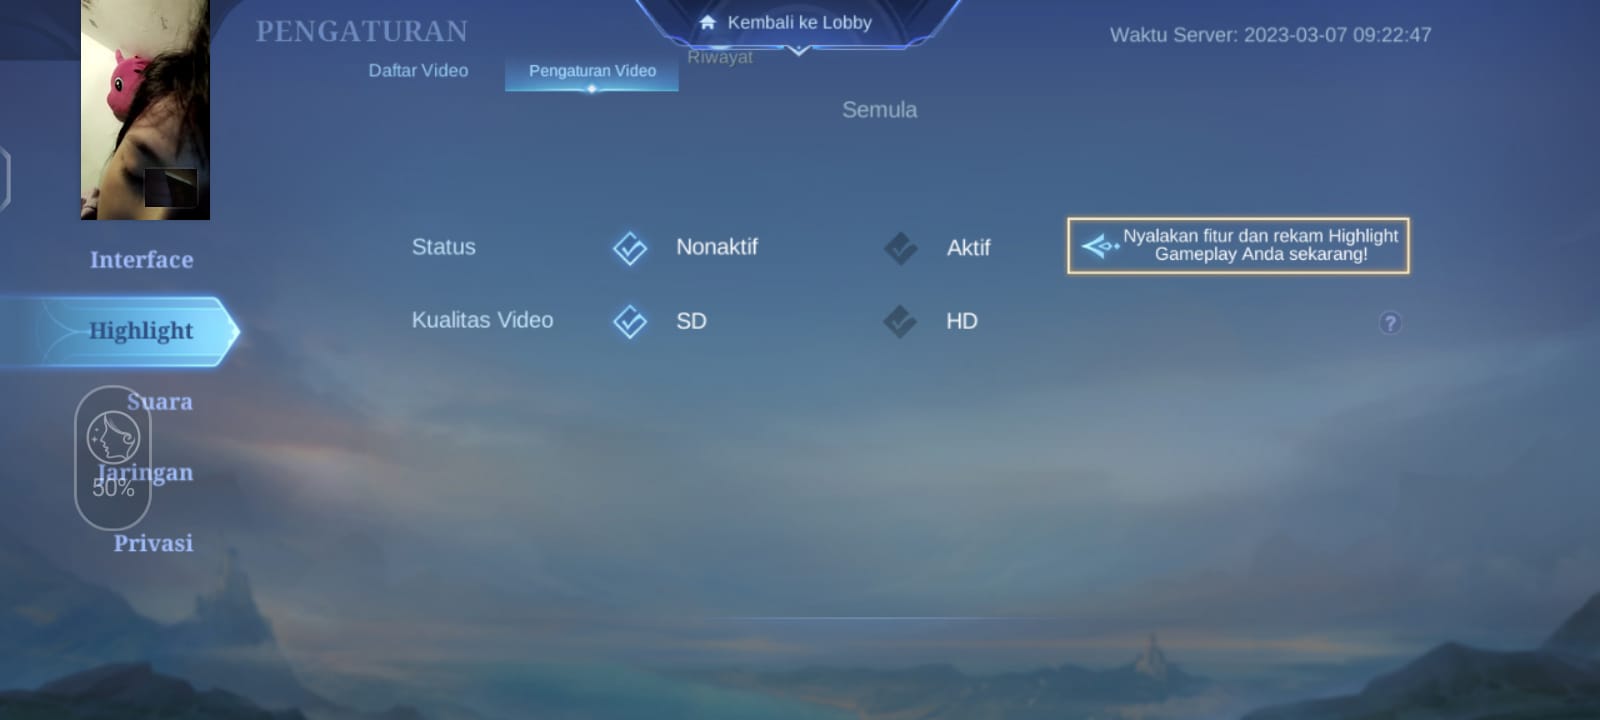 PENGATURAN
Kembali ke Lobby
Waktu Server: 2023-03-07 09:22:47
Daftar Video
Pengaturan Video
Riwayat
Semula
Interface
Highlight
Suara
Jaringan
50%
Privasi
Status
Nonaktif
Aktif
Nyalakan fitur dan rekam Highlight
Gameplay Anda sekarang!
Kualitas Video
SD
HD
?